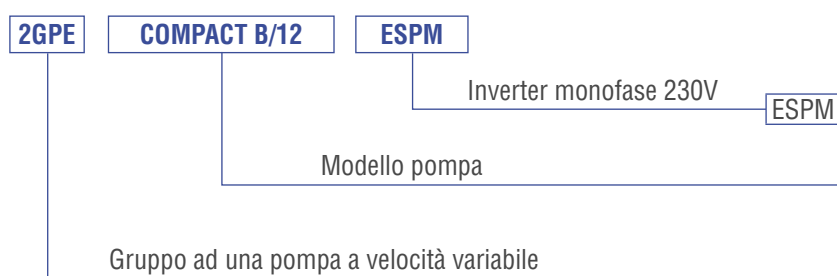 2GPE COMPACT B/12 ESPM
Inverter monofase 230V ESPM
Modello pompa
Gruppo ad una pompa a velocità variabile